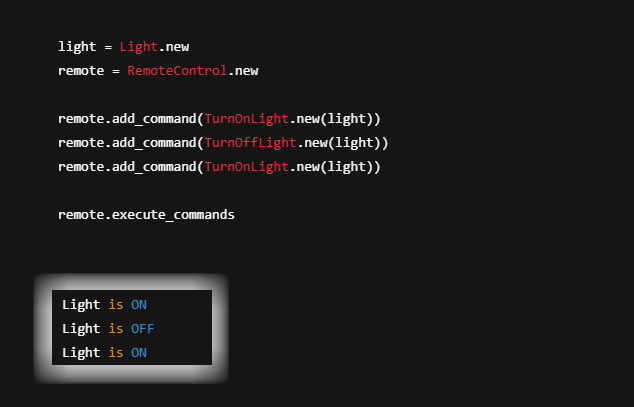 light = Light.new
remote = RemoteControl.new
remote.add_command(TurnOnLight.new(light))
remote.add_command(TurnOffLight.new(light))
remote.add_command(TurnOnLight.new(light))
remote.execute_commands
Light is ON
Light is OFF
Light is ON